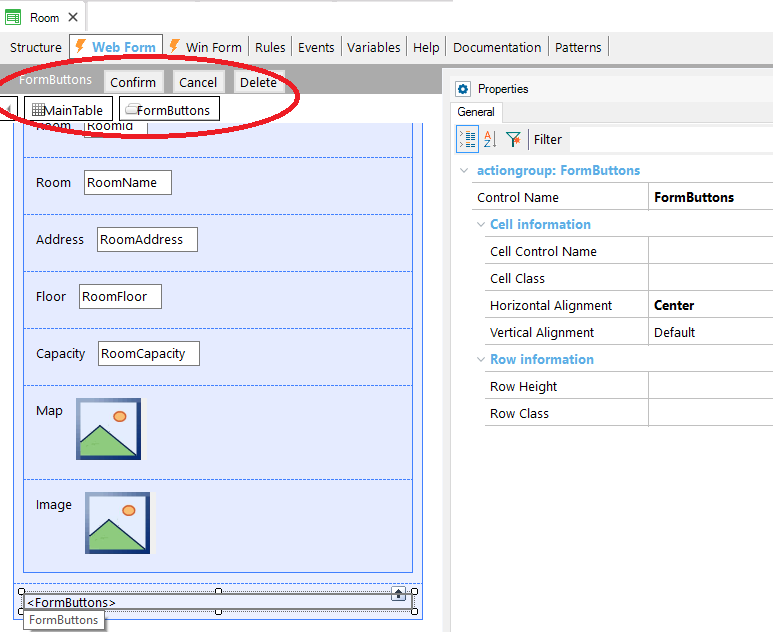 Room
Structure Web Form Win Form Rules Events Variables Help Documentation Patterns
FormButtons Confirm Cancel Delete
MainTable FormButtons
Room RoomId
Room RoomName
Address RoomAddress
Floor RoomFloor
Capacity RoomCapacity
Map
Image
<FormButtons>
FormButtons
Properties
General
Filter
actiongroup: FormButtons
Control Name FormButtons
Cell information
Cell Control Name
Cell Class
Horizontal Alignment Center
Vertical Alignment Default
Row information
Row Height
Row Class